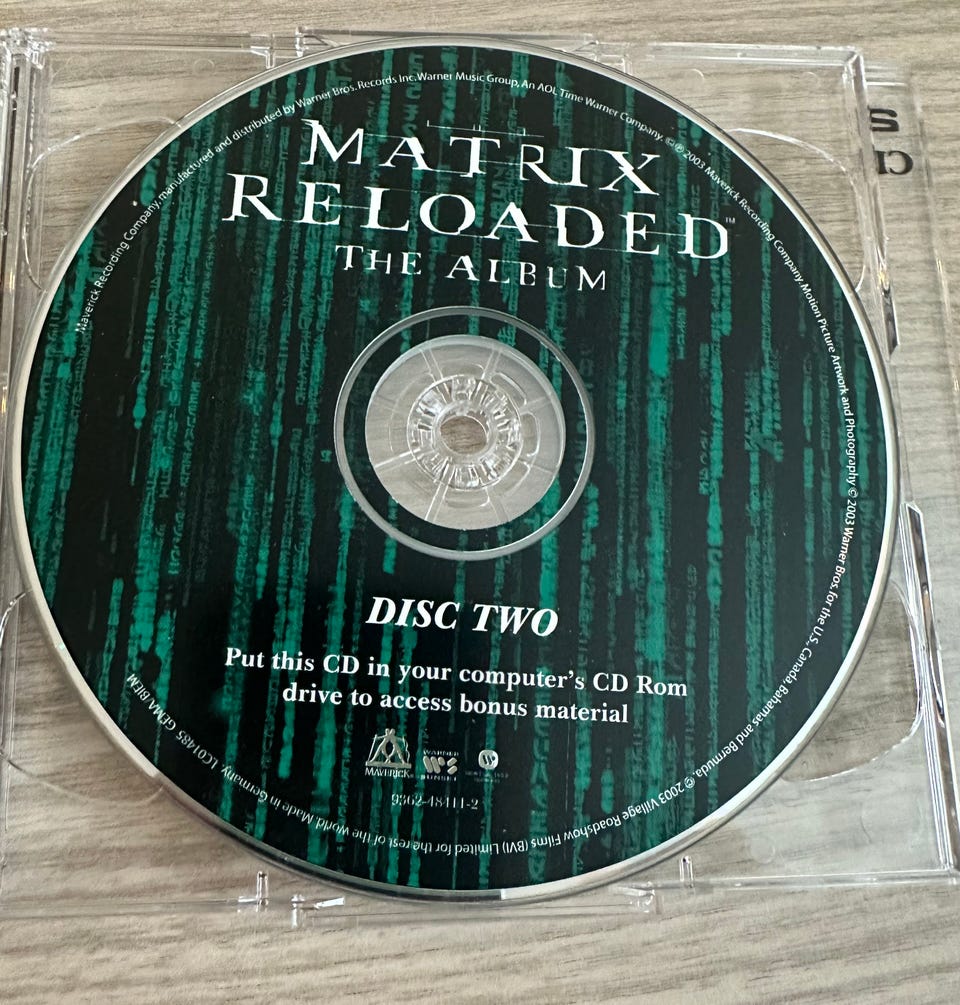 MATRIX
RELOADED™
THE ALBUM
DISC TWO
Put this CD in your computer's CD Rom
drive to access bonus material
MAVERICK
WARNER
SUNSET
9362-48411-2
Maverick Recording Company, manufactured and distributed by Warner Bros. Records Inc. Warner Music Group, An AOL Time Warner Company. ©℗ 2003 Maverick Recording Company. Motion Picture Artwork and Photography © 2003 Warner Bros. for the U.S., Canada, Bahamas and Bermuda. © 2003 Village Roadshow Films (BVI) Limited for the rest of the World. Made in Germany. LC01485 GEMA/BIEM